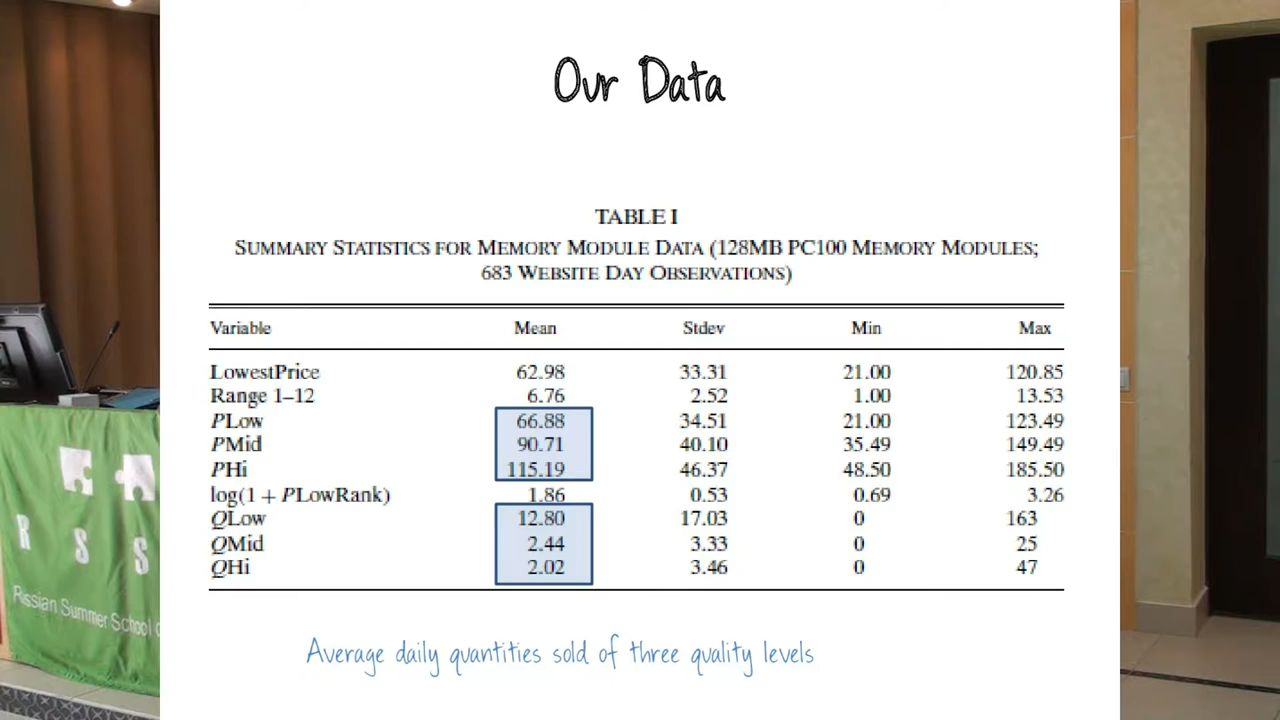 Our Data
TABLE I
SUMMARY STATISTICS FOR MEMORY MODULE DATA (128MB PC100 MEMORY MODULES;
683 WEBSITE DAY OBSERVATIONS)
Variable Mean Stdev Min Max
LowestPrice 62.98 33.31 21.00 120.85
Range 1–12 6.76 2.52 1.00 13.53
PLow 66.88 34.51 21.00 123.49
PMid 90.71 40.10 35.49 149.49
PHi 115.19 46.37 48.50 185.50
log(1 + PLowRank) 1.86 0.53 0.69 3.26
QLow 12.80 17.03 0 163
QMid 2.44 3.33 0 25
QHi 2.02 3.46 0 47
Average daily quantities sold of three quality levels
R S S
Russian Summer School